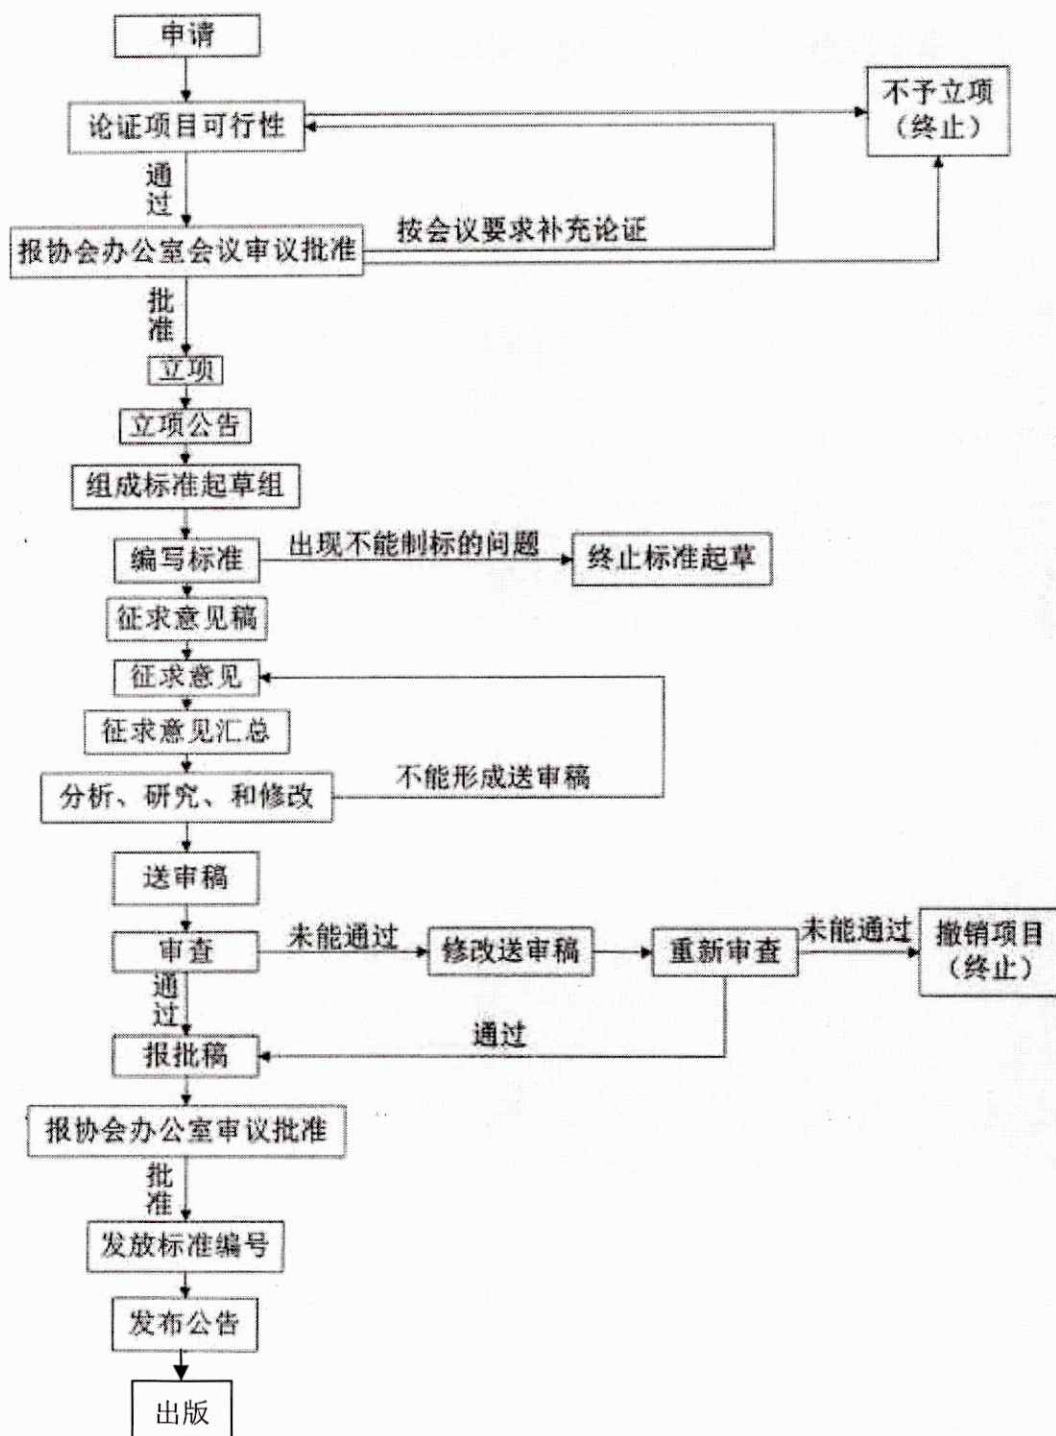 申请
不予立项
（终止）
论证项目可行性
通过
按会议要求补充论证
报协会办公室会议审议批准
批准
立项
立项公告
组成标准起草组
编写标准
出现不能制标的问题
终止标准起草
征求意见稿
征求意见
征求意见汇总
分析、研究、和修改
不能形成送审稿
送审稿
审查
未能通过
修改送审稿
重新审查
未能通过
撤销项目
（终止）
通过
报批稿
通过
报协会办公室审议批准
批准
发放标准编号
发布公告
出版